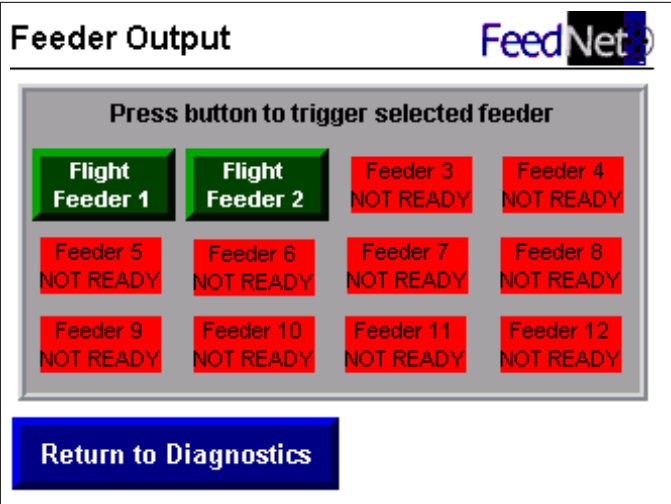 Feeder Output
FeedNet
Press button to trigger selected feeder
Flight
Feeder 1
Flight
Feeder 2
Feeder 3
NOT READY
Feeder 4
NOT READY
Feeder 5
NOT READY
Feeder 6
NOT READY
Feeder 7
NOT READY
Feeder 8
NOT READY
Feeder 9
NOT READY
Feeder 10
NOT READY
Feeder 11
NOT READY
Feeder 12
NOT READY
Return to Diagnostics